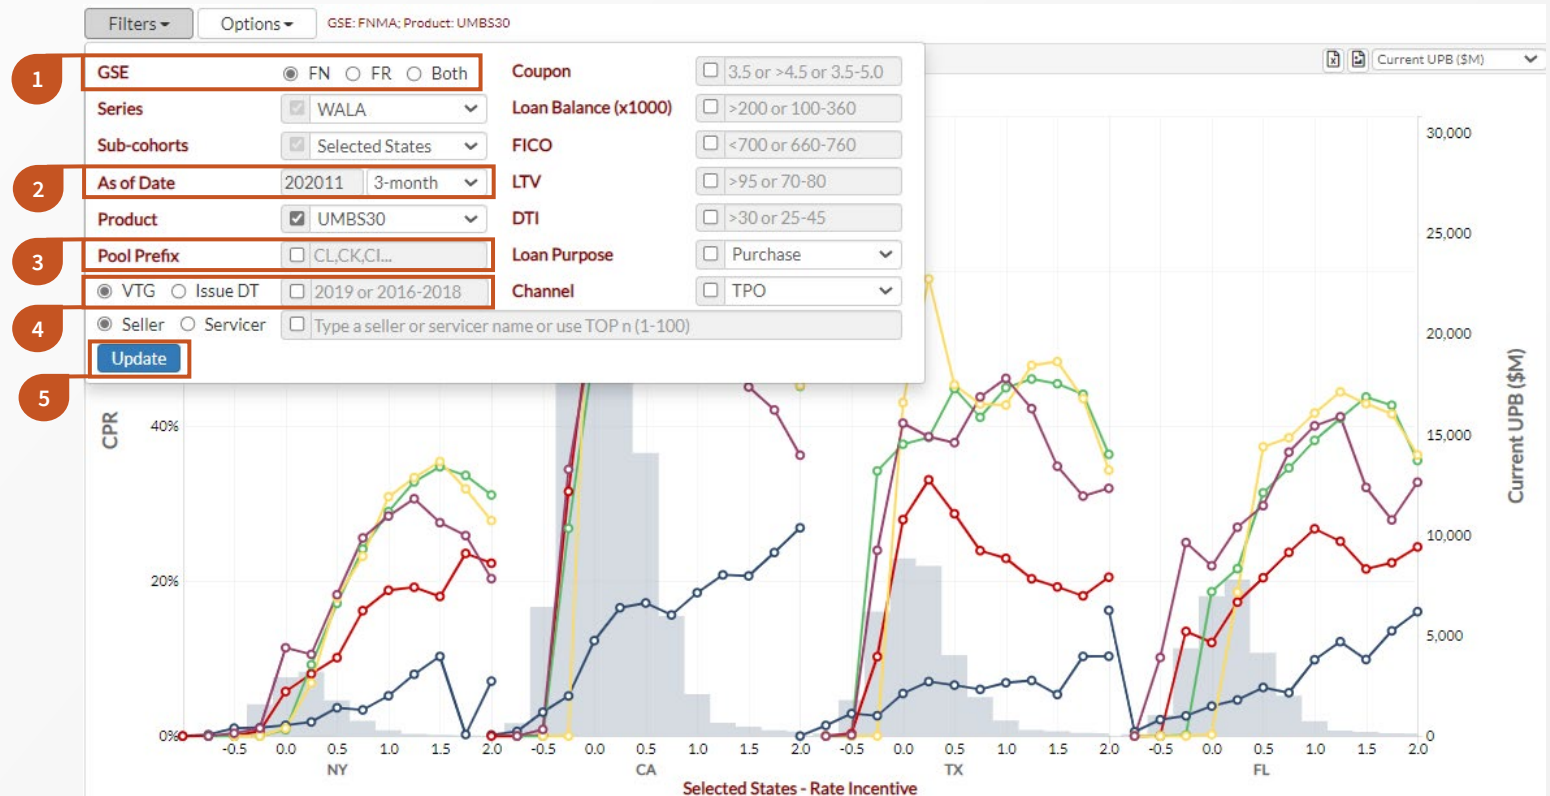 Filters Options GSE: FNMA; Product: UMBS30
Current UPB ($M)
1 GSE FN FR Both Coupon 3.5 or >4.5 or 3.5-5.0
Series WALA Loan Balance (x1000) >200 or 100-360
Sub-cohorts Selected States FICO <700 or 660-760
2 As of Date 202011 3-month LTV >95 or 70-80
Product UMBS30 DTI >30 or 25-45
3 Pool Prefix CL,CK,CI... Loan Purpose Purchase
VTG Issue DT 2019 or 2016-2018 Channel TPO
4 Seller Servicer Type a seller or servicer name or use TOP n (1-100)
5 Update
CPR
40%
20%
0%
30,000
25,000
20,000
15,000
10,000
5,000
0
Current UPB ($M)
-0.5 0.0 0.5 1.0 1.5 2.0 -0.5 0.0 0.5 1.0 1.5 2.0 -0.5 0.0 0.5 1.0 1.5 2.0 -0.5 0.0 0.5 1.0 1.5 2.0
NY CA TX FL
Selected States - Rate Incentive